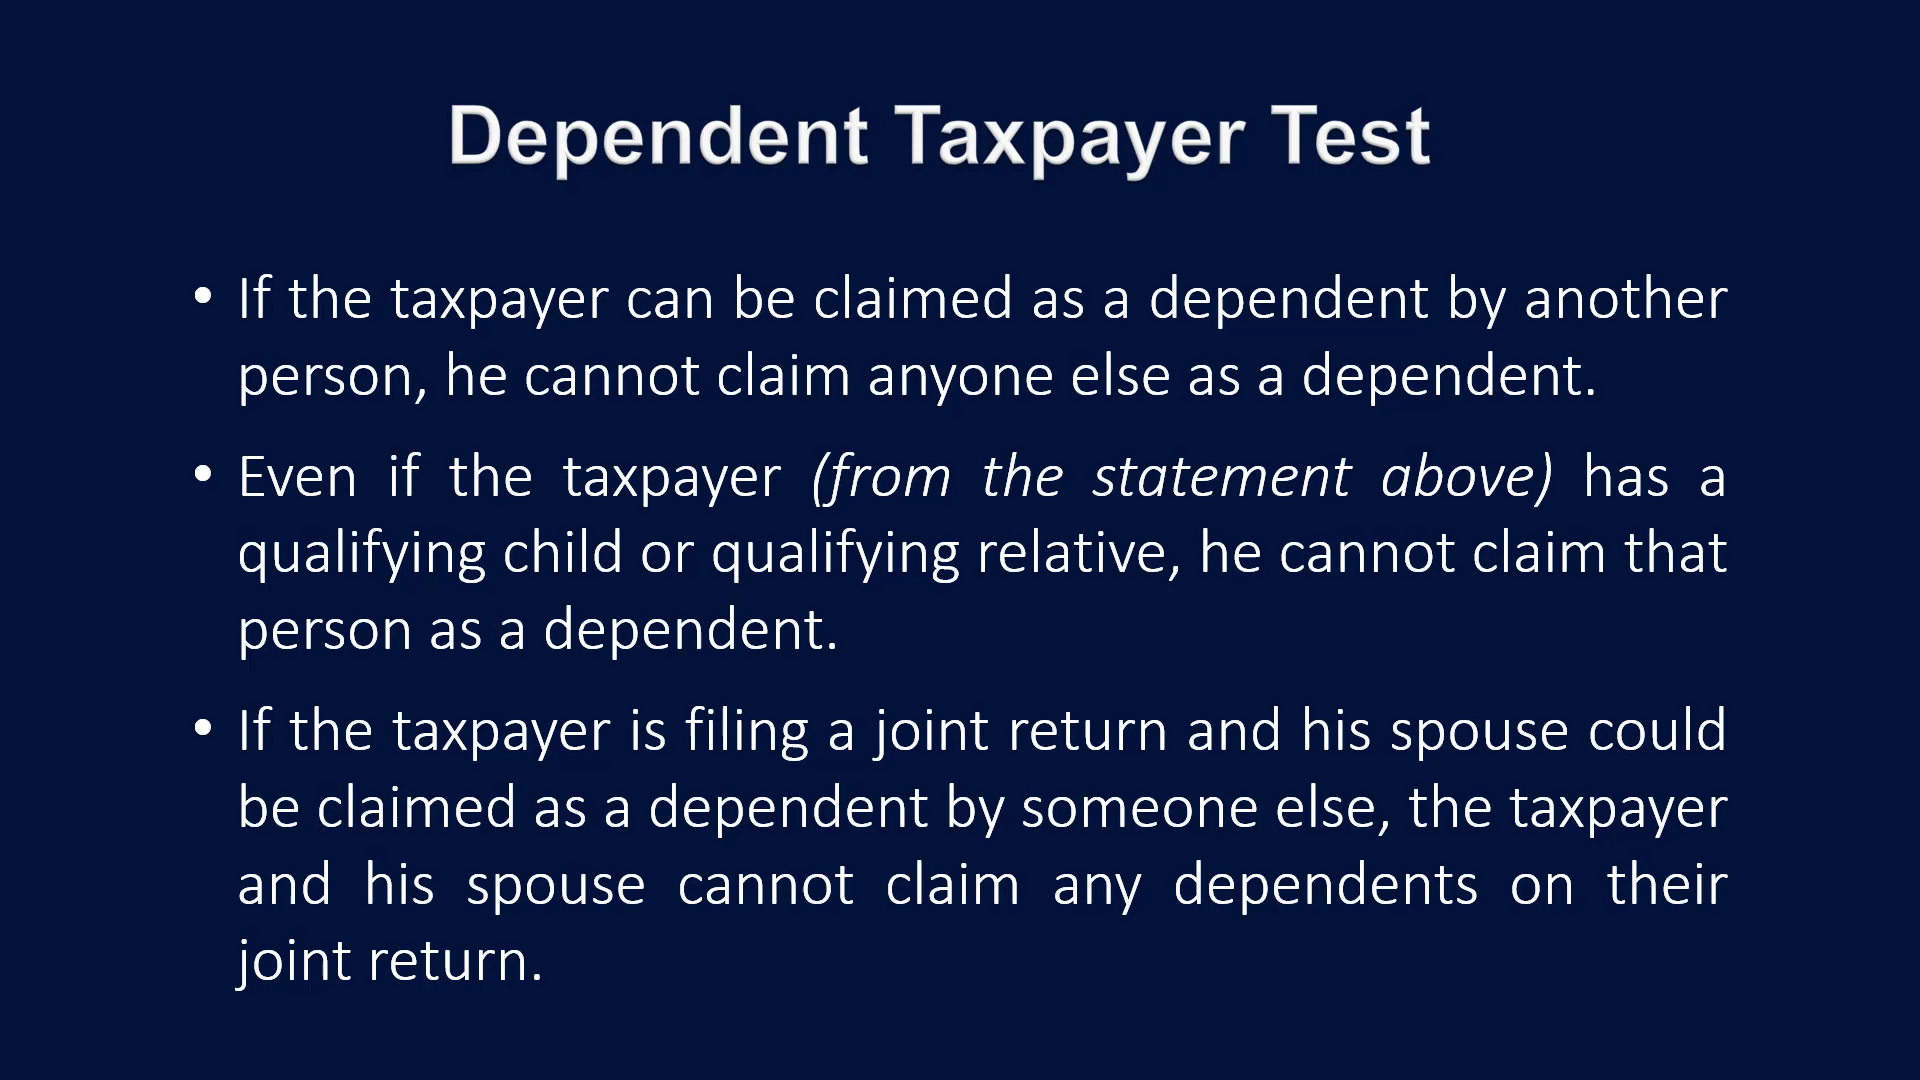 Dependent Taxpayer Test
• If the taxpayer can be claimed as a dependent by another
person, he cannot claim anyone else as a dependent.
• Even if the taxpayer (from the statement above) has a
qualifying child or qualifying relative, he cannot claim that
person as a dependent.
• If the taxpayer is filing a joint return and his spouse could
be claimed as a dependent by someone else, the taxpayer
and his spouse cannot claim any dependents on their
joint return.